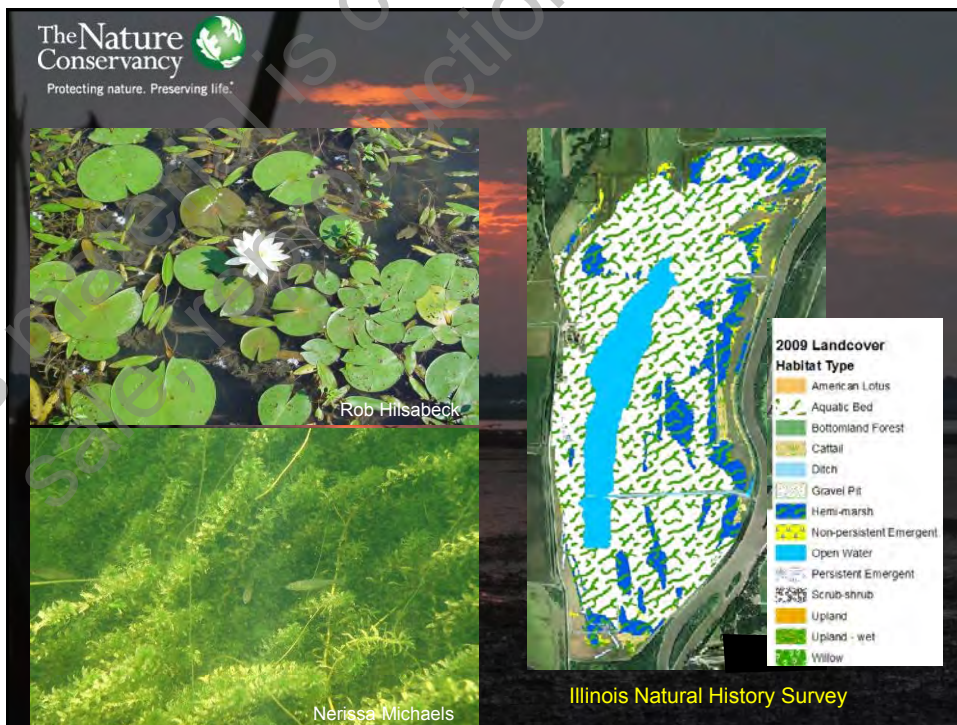 The Nature
Conservancy
Protecting nature. Preserving life.
Rob Hilsabeck
Nerissa Michaels
2009 Landcover
Habitat Type
American Lotus
Aquatic Bed
Bottomland Forest
Cattail
Ditch
Gravel Pit
Hemi-marsh
Non-persistent Emergent
Open Water
Persistent Emergent
Scrub-shrub
Upland
Upland - wet
Willow
Illinois Natural History Survey